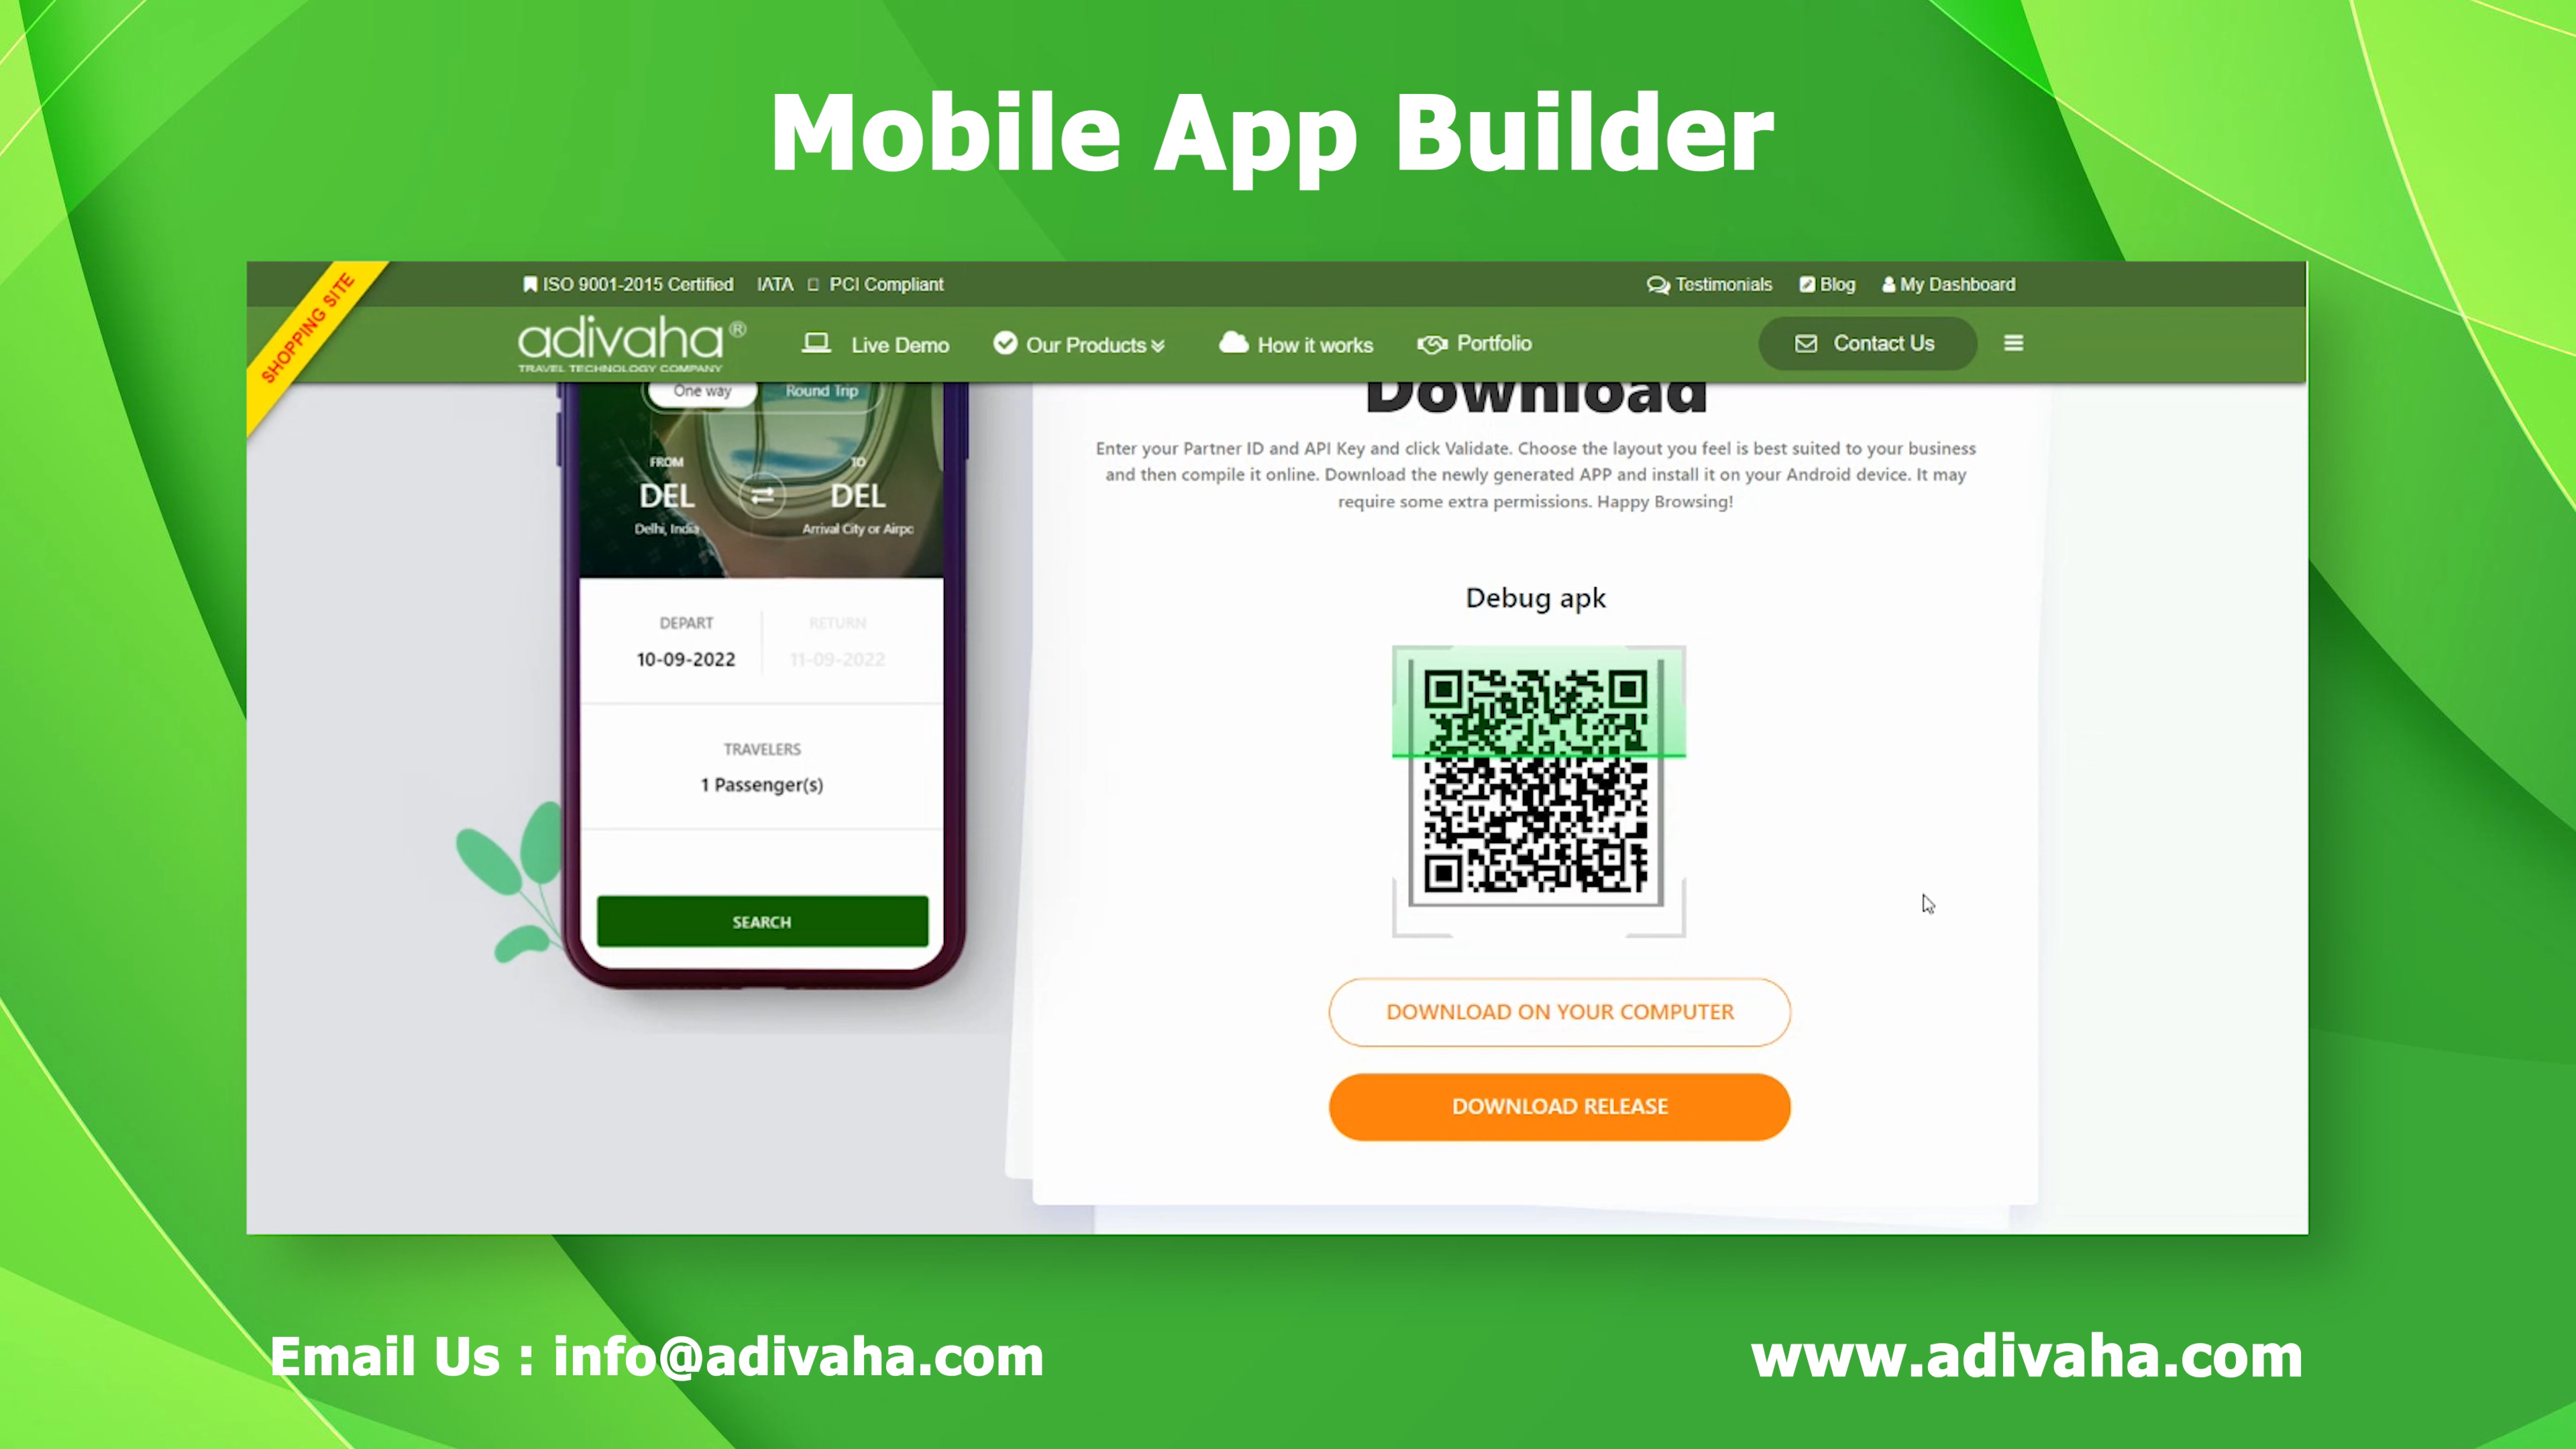 Mobile App Builder
SHOPPING SITE
ISO 9001-2015 Certified IATA PCI Compliant
Testimonials Blog My Dashboard
adivaha®
TRAVEL TECHNOLOGY COMPANY
Live Demo Our Products How it works Portfolio
Contact Us
One way Round Trip
FROM TO
DEL DEL
Delhi, India Arrival City or Airpc
DEPART RETURN
10-09-2022 11-09-2022
TRAVELERS
1 Passenger(s)
SEARCH
Download
Enter your Partner ID and API Key and click Validate. Choose the layout you feel is best suited to your business
and then compile it online. Download the newly generated APP and install it on your Android device. It may
require some extra permissions. Happy Browsing!
Debug apk
DOWNLOAD ON YOUR COMPUTER
DOWNLOAD RELEASE
Email Us : info@adivaha.com
www.adivaha.com